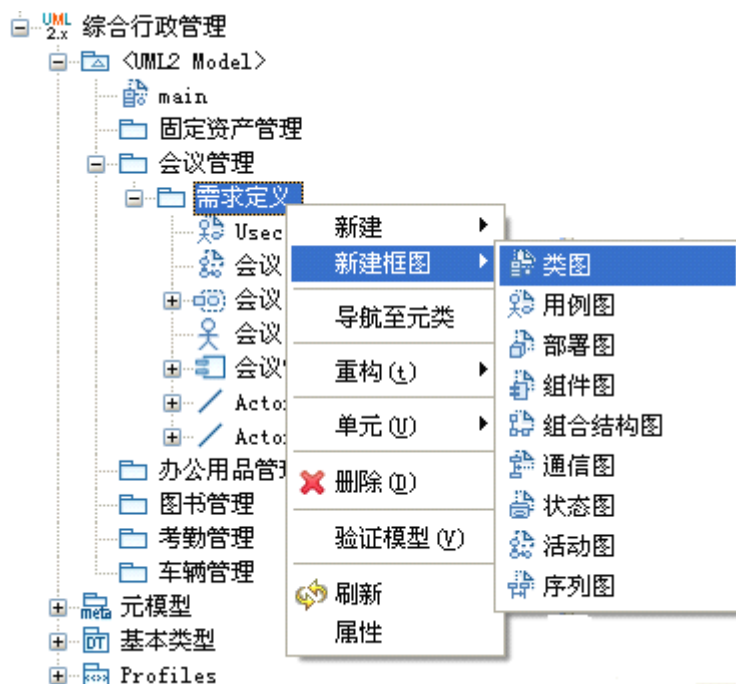 UML 2.x 综合行政管理
<UML2 Model>
main
固定资产管理
会议管理
需求定义
Usec
会议
会议
会议
会议
Acto
Acto
办公用品管
图书管理
考勤管理
车辆管理
meta 元模型
DT 基本类型
Profiles
新建
新建框图
导航至元类
重构(t)
单元(U)
删除(D)
验证模型(V)
刷新
属性
类图
用例图
部署图
组件图
组合结构图
通信图
状态图
活动图
序列图